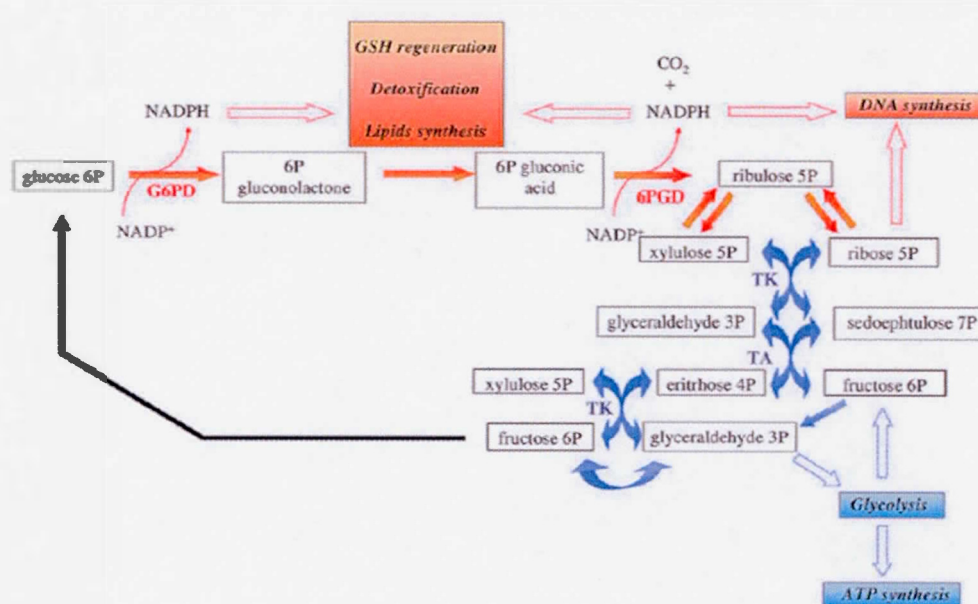 GSH regeneration
Detoxification
Lipids synthesis
CO₂
+
NADPH
NADPH
DNA synthesis
glucose 6P
G6PD
6P
gluconolactone
6P gluconic
acid
6PGD
ribulose 5P
NADP⁺
NADP⁺
xylulose 5P
ribose 5P
TK
glyceraldehyde 3P
sedoephtulose 7P
TA
xylulose 5P
eritrhose 4P
fructose 6P
TK
fructose 6P
glyceraldehyde 3P
Glycolysis
ATP synthesis